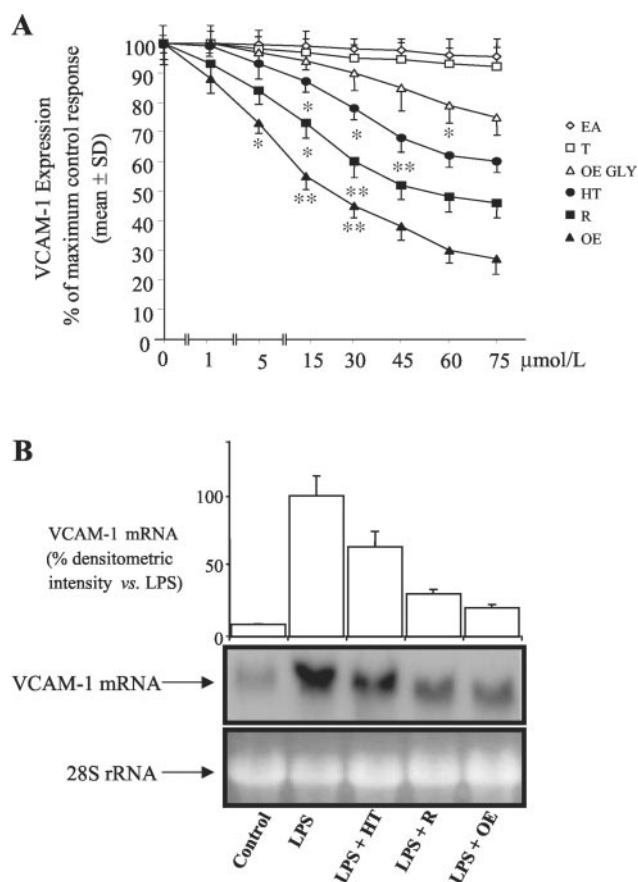 A
VCAM-1 Expression
% of maximum control response
(mean ± SD)
100
90
80
70
60
50
40
30
20
10
0
* * * *
* ** **
* ** **
0 1 5 15 30 45 60 75 µmol/L
EA
T
OE GLY
HT
R
OE
B
VCAM-1 mRNA
(% densitometric
intensity vs. LPS)
100
50
0
VCAM-1 mRNA
28S rRNA
Control
LPS
LPS + HT
LPS + R
LPS + OE